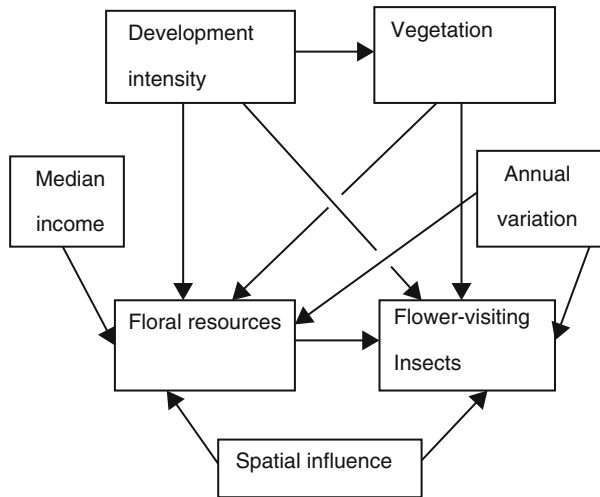 Development
intensity
Vegetation
Median
income
Annual
variation
Floral resources
Flower-visiting
Insects
Spatial influence